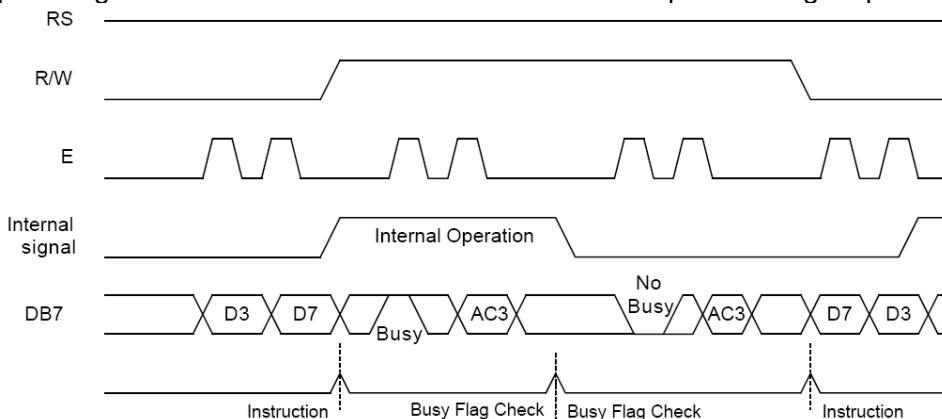 RS
R/W
E
Internal
signal
Internal Operation
DB7
D3 D7 Busy AC3 No
Busy AC3 D7 D3
Instruction Busy Flag Check Busy Flag Check Instruction